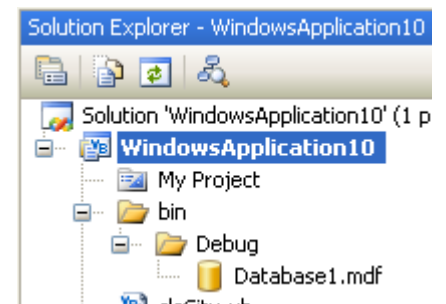 Solution Explorer - WindowsApplication10
Solution 'WindowsApplication10' (1 p
WindowsApplication10
My Project
bin
Debug
Database1.mdf